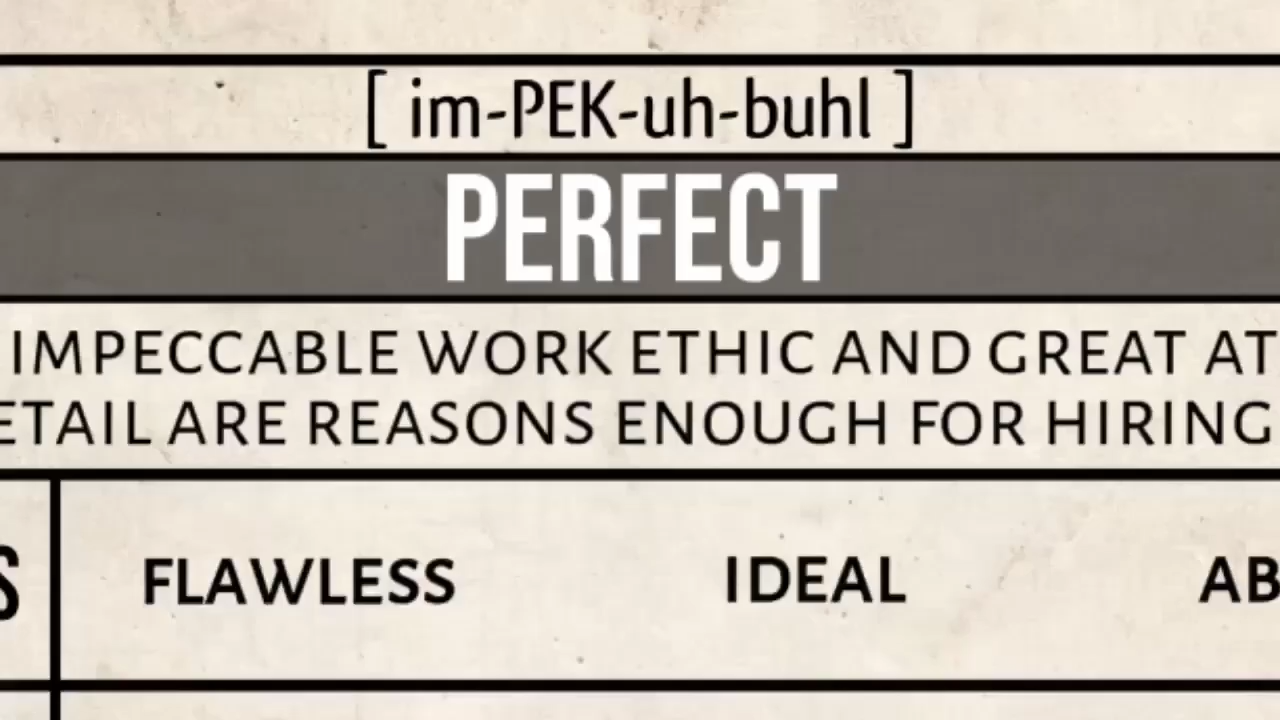 [ im-PEK-uh-buhl ]
PERFECT
IMPECCABLE WORK ETHIC AND GREAT AT
ETAIL ARE REASONS ENOUGH FOR HIRING
S FLAWLESS IDEAL AB